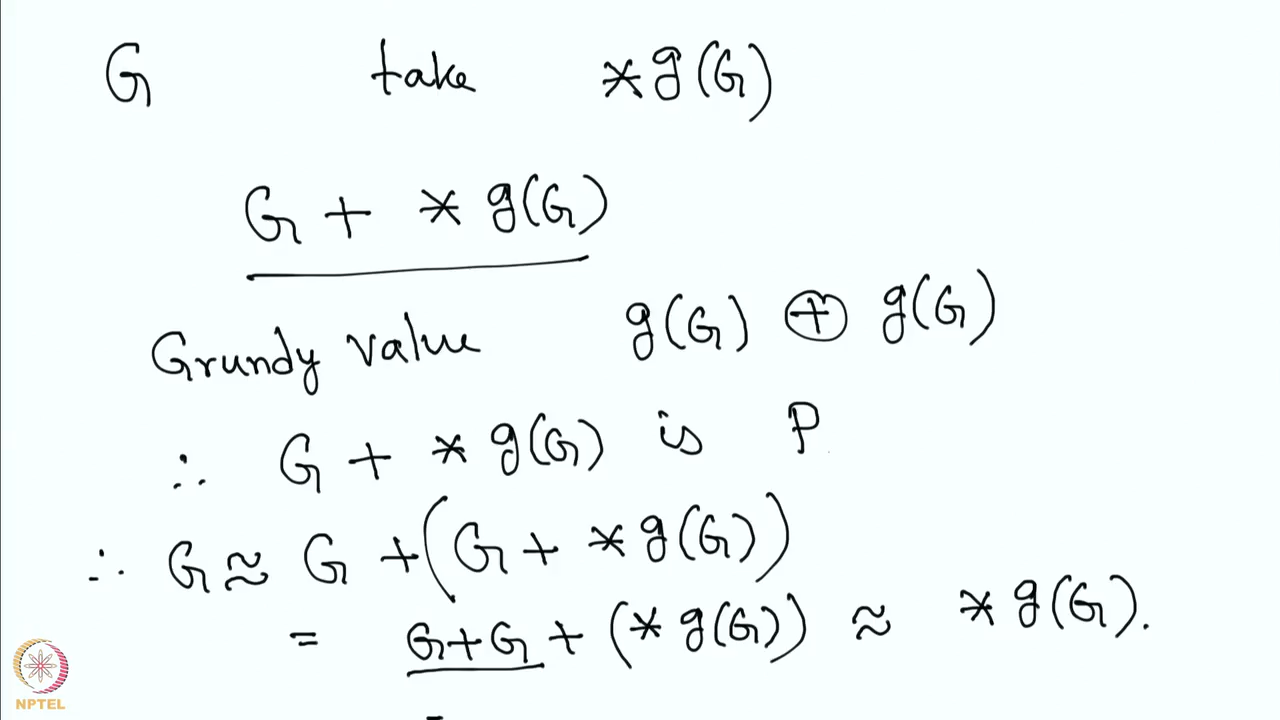 G take *g(G)
G + * g(G)
Grundy value g(G) ⊕ g(G)
∴ G + * g(G) is P
∴ G ≈ G + (G + * g(G))
= G+G + (* g(G)) ≈ * g(G).
NPTEL